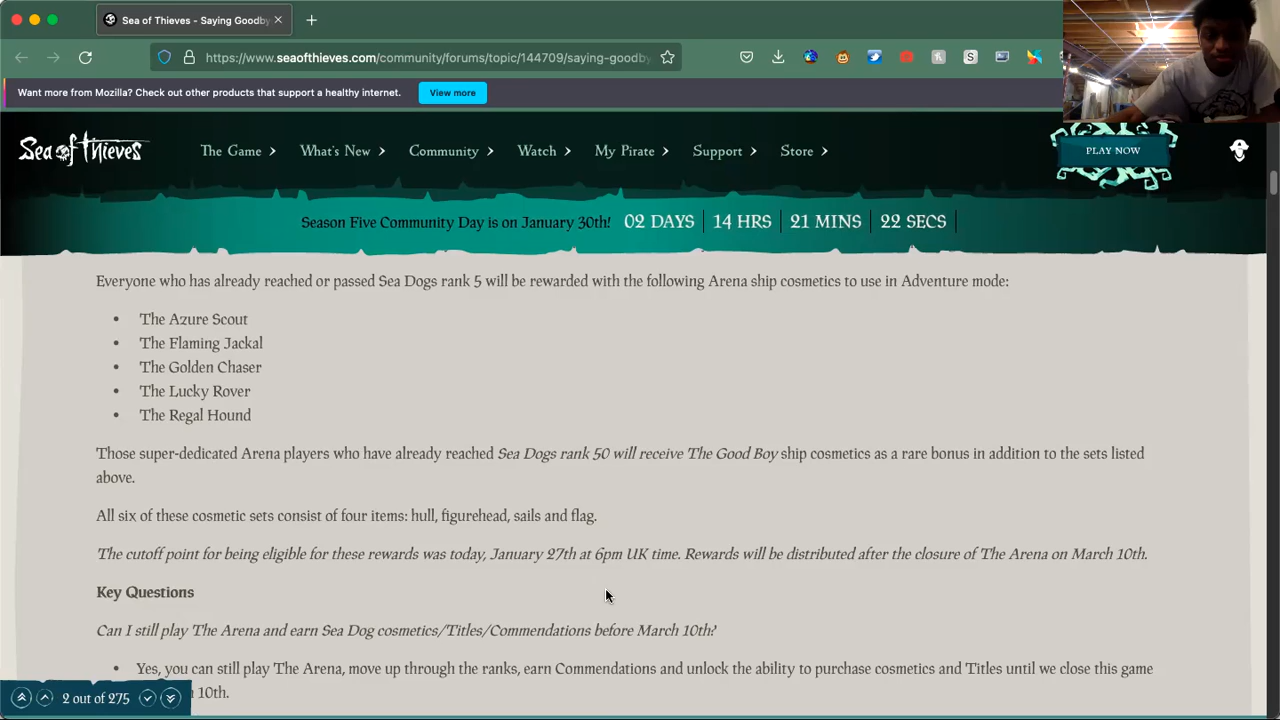 Sea of Thieves - Saying Goodby
https://www.seaofthieves.com/community/forums/topic/144709/saying-goodby
Want more from Mozilla? Check out other products that support a healthy internet. View more
Sea of Thieves The Game What's New Community Watch My Pirate Support Store PLAY NOW
Season Five Community Day is on January 30th! 02 DAYS 14 HRS 21 MINS 22 SECS
Everyone who has already reached or passed Sea Dogs rank 5 will be rewarded with the following Arena ship cosmetics to use in Adventure mode:
• The Azure Scout
• The Flaming Jackal
• The Golden Chaser
• The Lucky Rover
• The Regal Hound
Those super-dedicated Arena players who have already reached Sea Dogs rank 50 will receive The Good Boy ship cosmetics as a rare bonus in addition to the sets listed
above.
All six of these cosmetic sets consist of four items: hull, figurehead, sails and flag.
The cutoff point for being eligible for these rewards was today, January 27th at 6pm UK time. Rewards will be distributed after the closure of The Arena on March 10th.
Key Questions
Can I still play The Arena and earn Sea Dog cosmetics/Titles/Commendations before March 10th?
• Yes, you can still play The Arena, move up through the ranks, earn Commendations and unlock the ability to purchase cosmetics and Titles until we close this game
10th.
2 out of 275